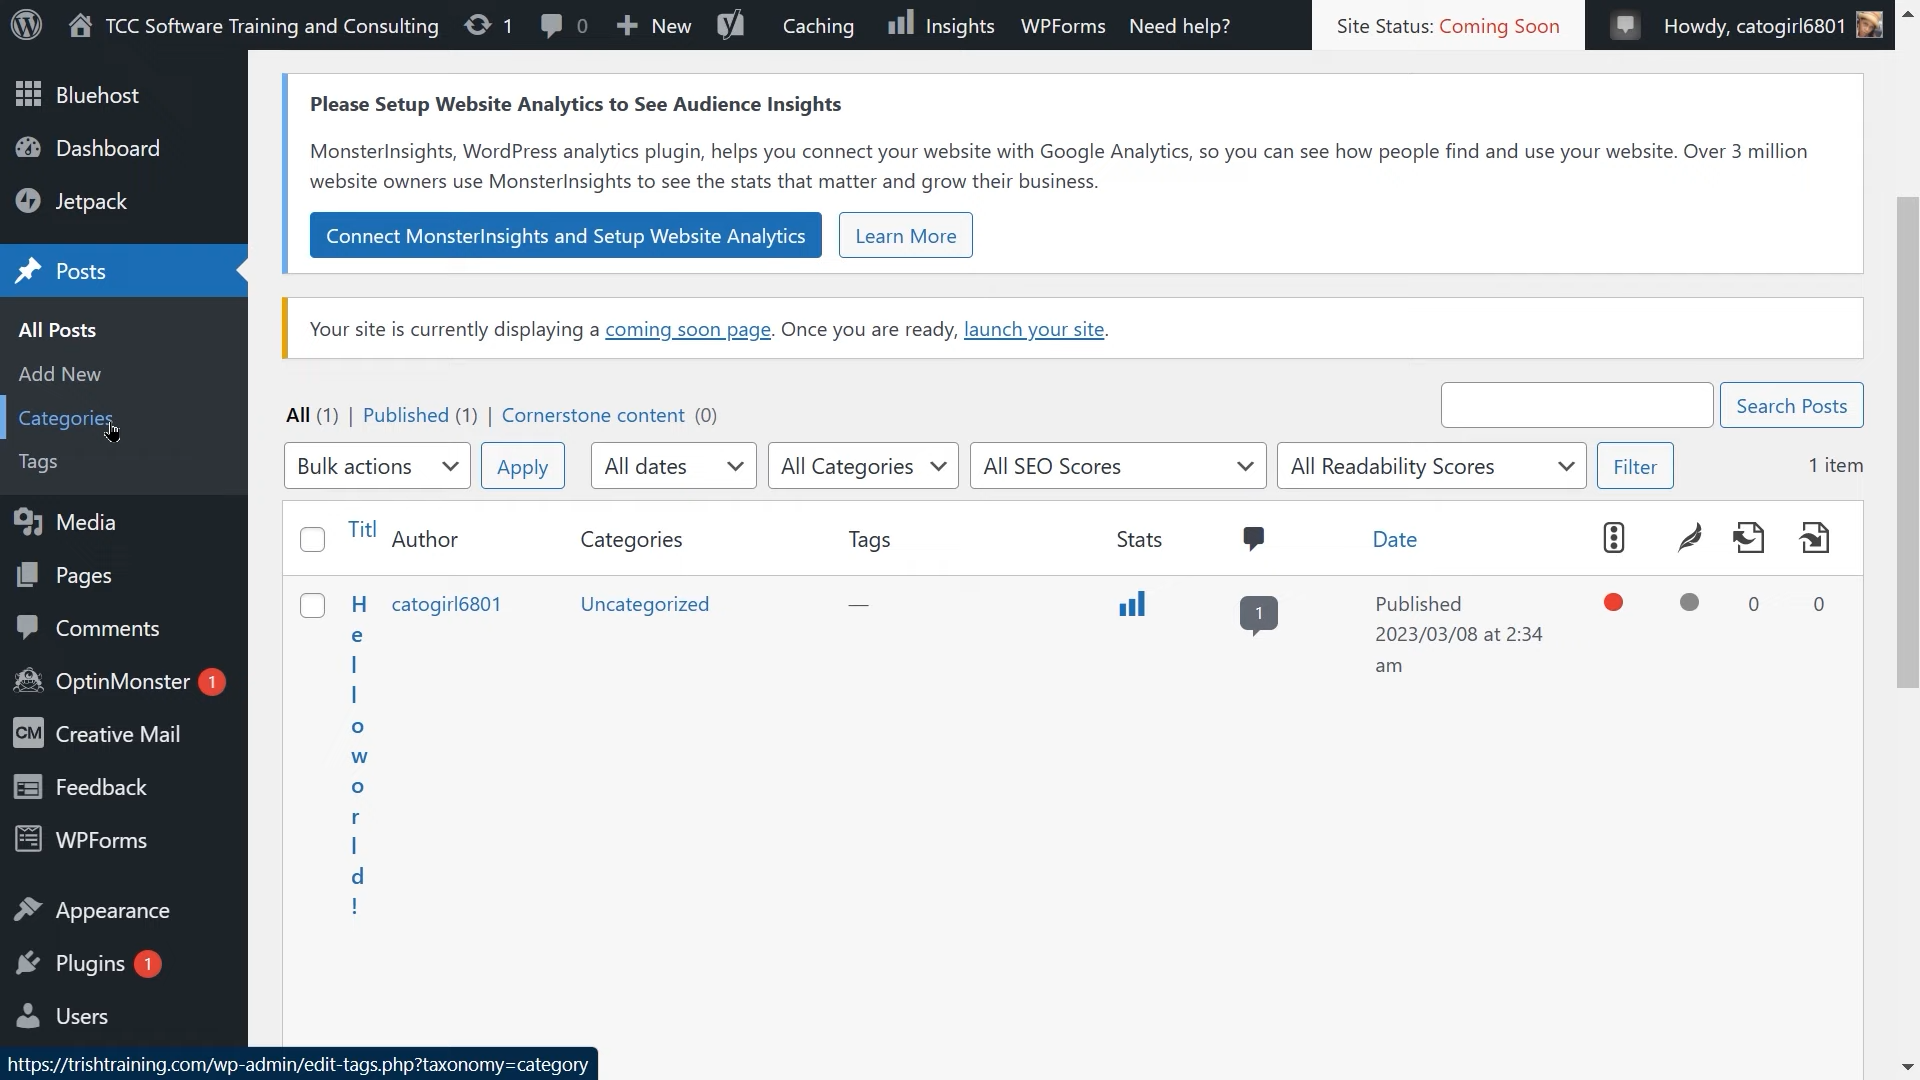 TCC Software Training and Consulting 1 0 New Caching Insights WPForms Need help? Site Status: Coming Soon Howdy, catogirl6801
Bluehost
Dashboard
Jetpack
Posts
All Posts
Add New
Categories
Tags
Media
Pages
Comments
OptinMonster 1
CM Creative Mail
Feedback
WPForms
Appearance
Plugins 1
Users
Please Setup Website Analytics to See Audience Insights
MonsterInsights, WordPress analytics plugin, helps you connect your website with Google Analytics, so you can see how people find and use your website. Over 3 million
website owners use MonsterInsights to see the stats that matter and grow their business.
Connect MonsterInsights and Setup Website Analytics Learn More
Your site is currently displaying a coming soon page. Once you are ready, launch your site.
Search Posts
All (1) | Published (1) | Cornerstone content (0)
Bulk actions Apply All dates All Categories All SEO Scores All Readability Scores Filter 1 item
Titl Author Categories Tags Stats Date
H catogirl6801 Uncategorized — 1 Published 0 0
e 2023/03/08 at 2:34
l am
l
o
w
o
r
l
d
!
https://trishtraining.com/wp-admin/edit-tags.php?taxonomy=category